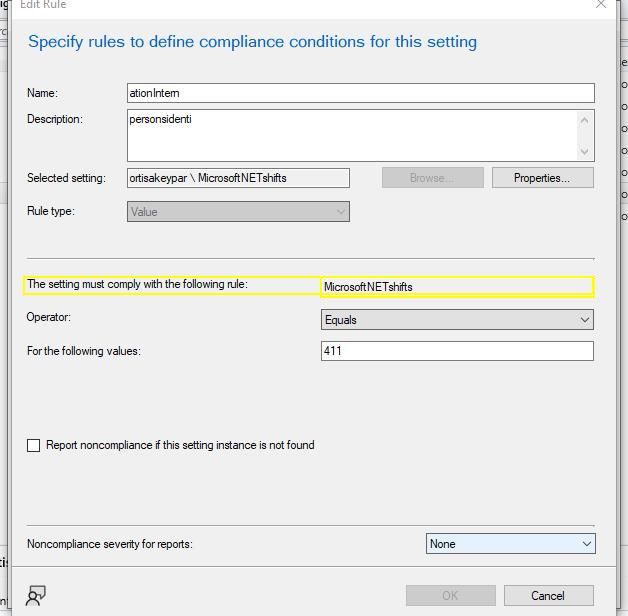 Edit Rule
Specify rules to define compliance conditions for this setting
Name: ationIntern
Description: personsidenti
Selected setting: ortisakeypar \ MicrosoftNETshifts Browse... Properties...
Rule type: Value
The setting must comply with the following rule: MicrosoftNETshifts
Operator: Equals
For the following values: 411
Report noncompliance if this setting instance is not found
Noncompliance severity for reports: None
OK Cancel